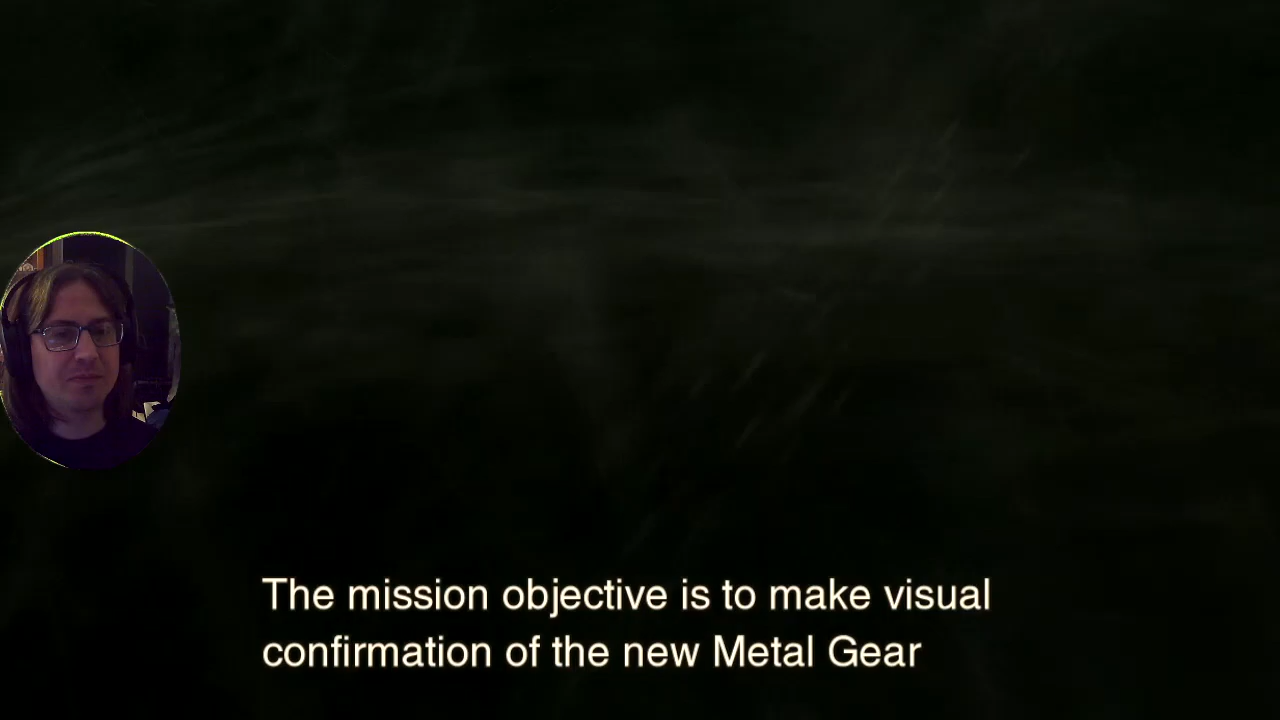 The mission objective is to make visual
confirmation of the new Metal Gear